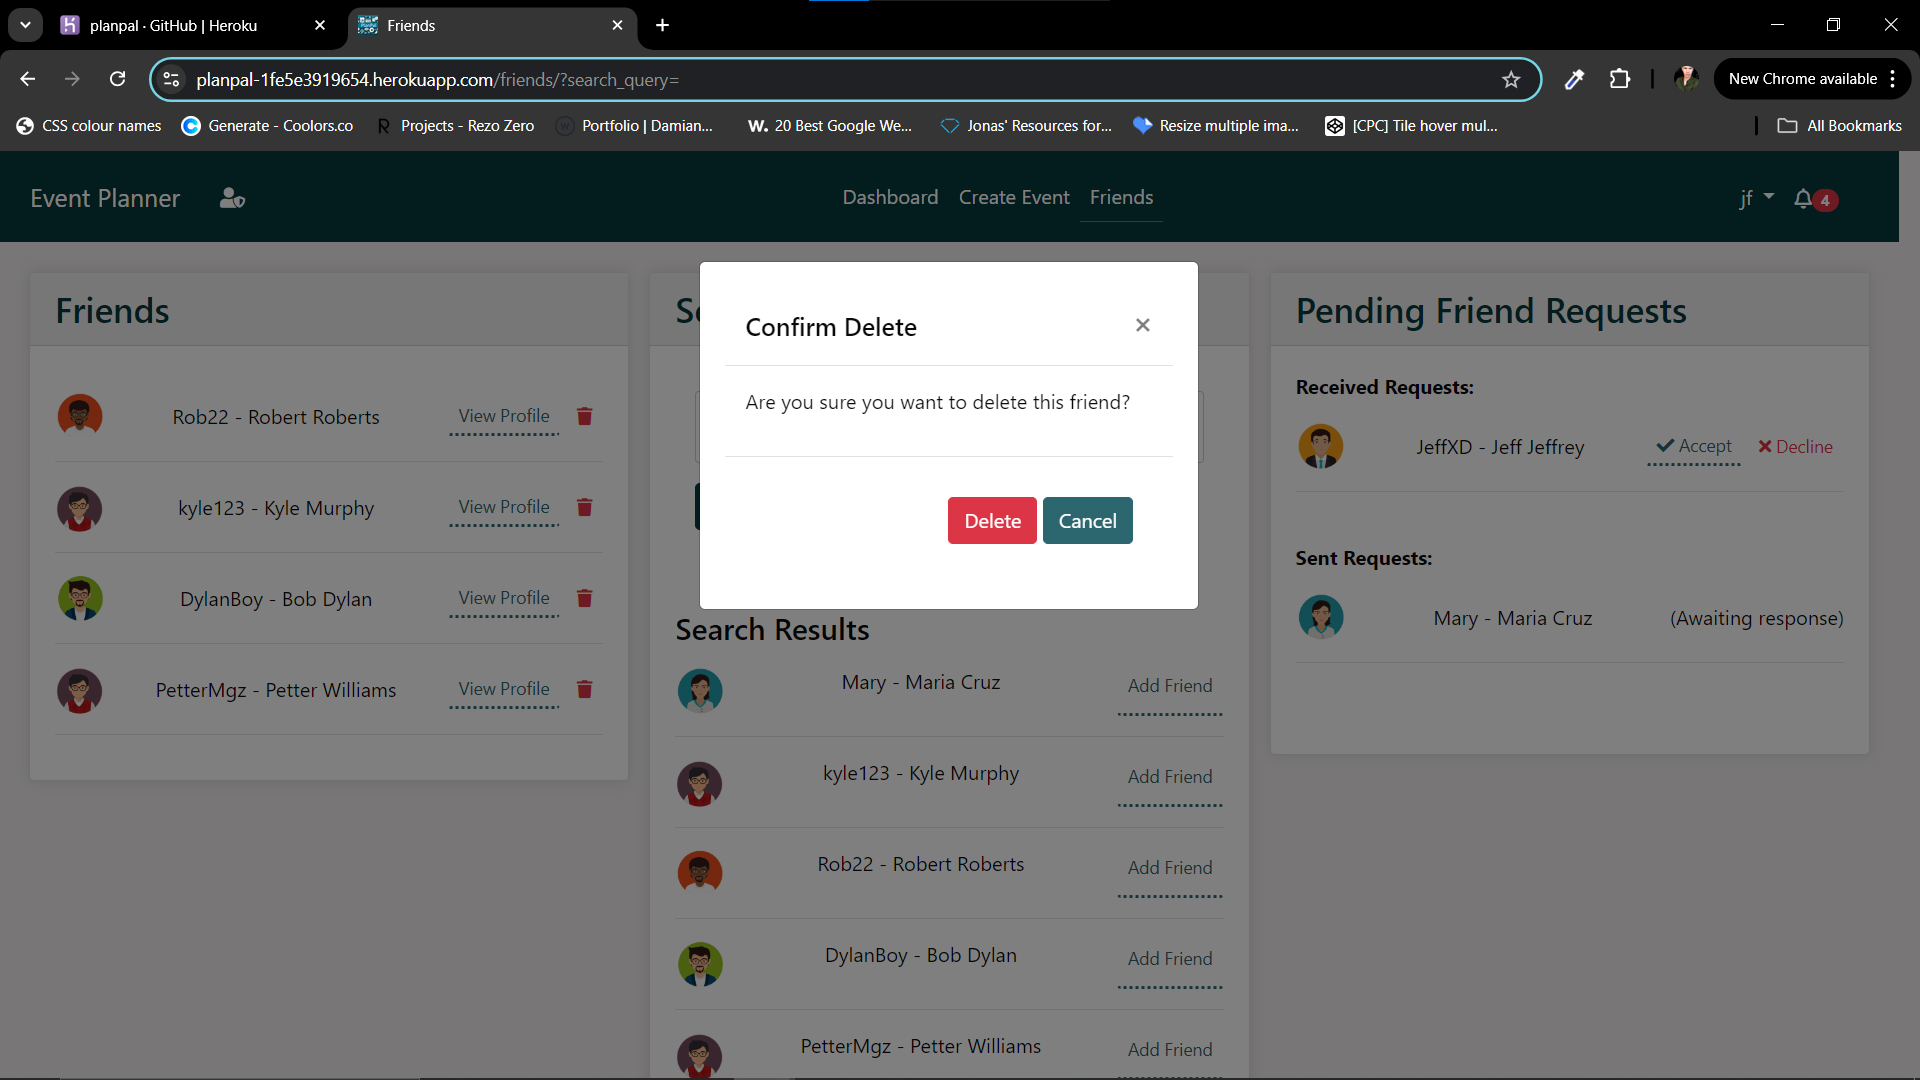 planpal · GitHub | Heroku
Friends
planpal-1fe5e3919654.herokuapp.com/friends/?search_query=
New Chrome available
CSS colour names
Generate - Coolors.co
Projects - Rezo Zero
Portfolio | Damian...
W. 20 Best Google We...
Jonas' Resources for...
Resize multiple ima...
[CPC] Tile hover mul...
All Bookmarks
Event Planner
Dashboard
Create Event
Friends
jf
4
Friends
Rob22 - Robert Roberts
View Profile
kyle123 - Kyle Murphy
View Profile
DylanBoy - Bob Dylan
View Profile
PetterMgz - Petter Williams
View Profile
Confirm Delete
×
Are you sure you want to delete this friend?
Delete
Cancel
Search Results
Mary - Maria Cruz
Add Friend
kyle123 - Kyle Murphy
Add Friend
Rob22 - Robert Roberts
Add Friend
DylanBoy - Bob Dylan
Add Friend
PetterMgz - Petter Williams
Add Friend
Pending Friend Requests
Received Requests:
JeffXD - Jeff Jeffrey
Accept
Decline
Sent Requests:
Mary - Maria Cruz
(Awaiting response)